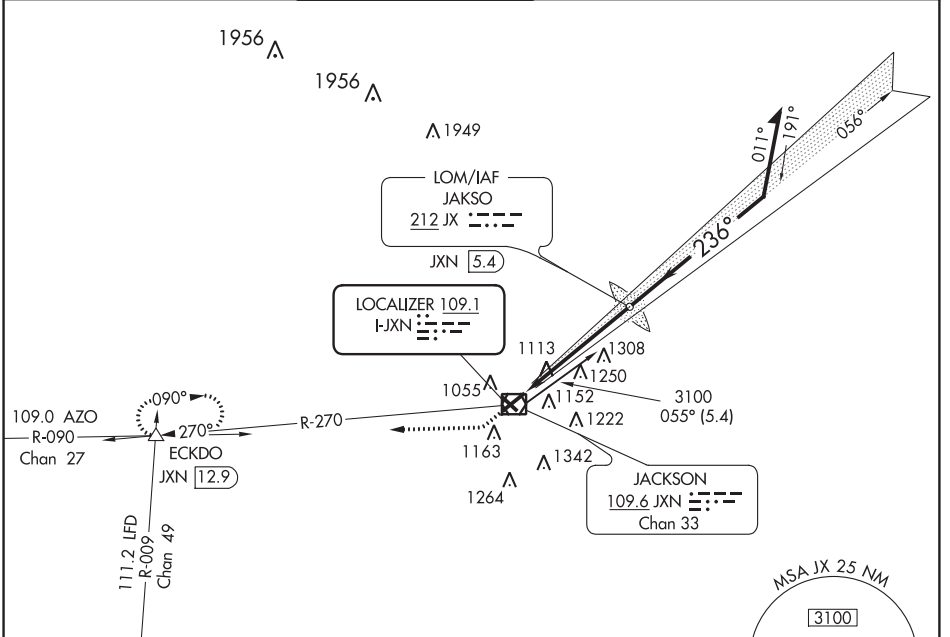 1956
1956
1949
LOM/IAF
JAKSO
212 JX
JXN 5.4
011°
191°
056°
236°
LOCALIZER 109.1
I-JXN
1113
1308
1250
1055
1152
3100
055° (5.4)
1222
1163
1342
1264
090°
270°
R-270
109.0 AZO
R-090
Chan 27
ECKDO
JXN 12.9
111.2 LFD
R-009
Chan 49
JACKSON
109.6 JXN
Chan 33
MSA JX 25 NM
3100